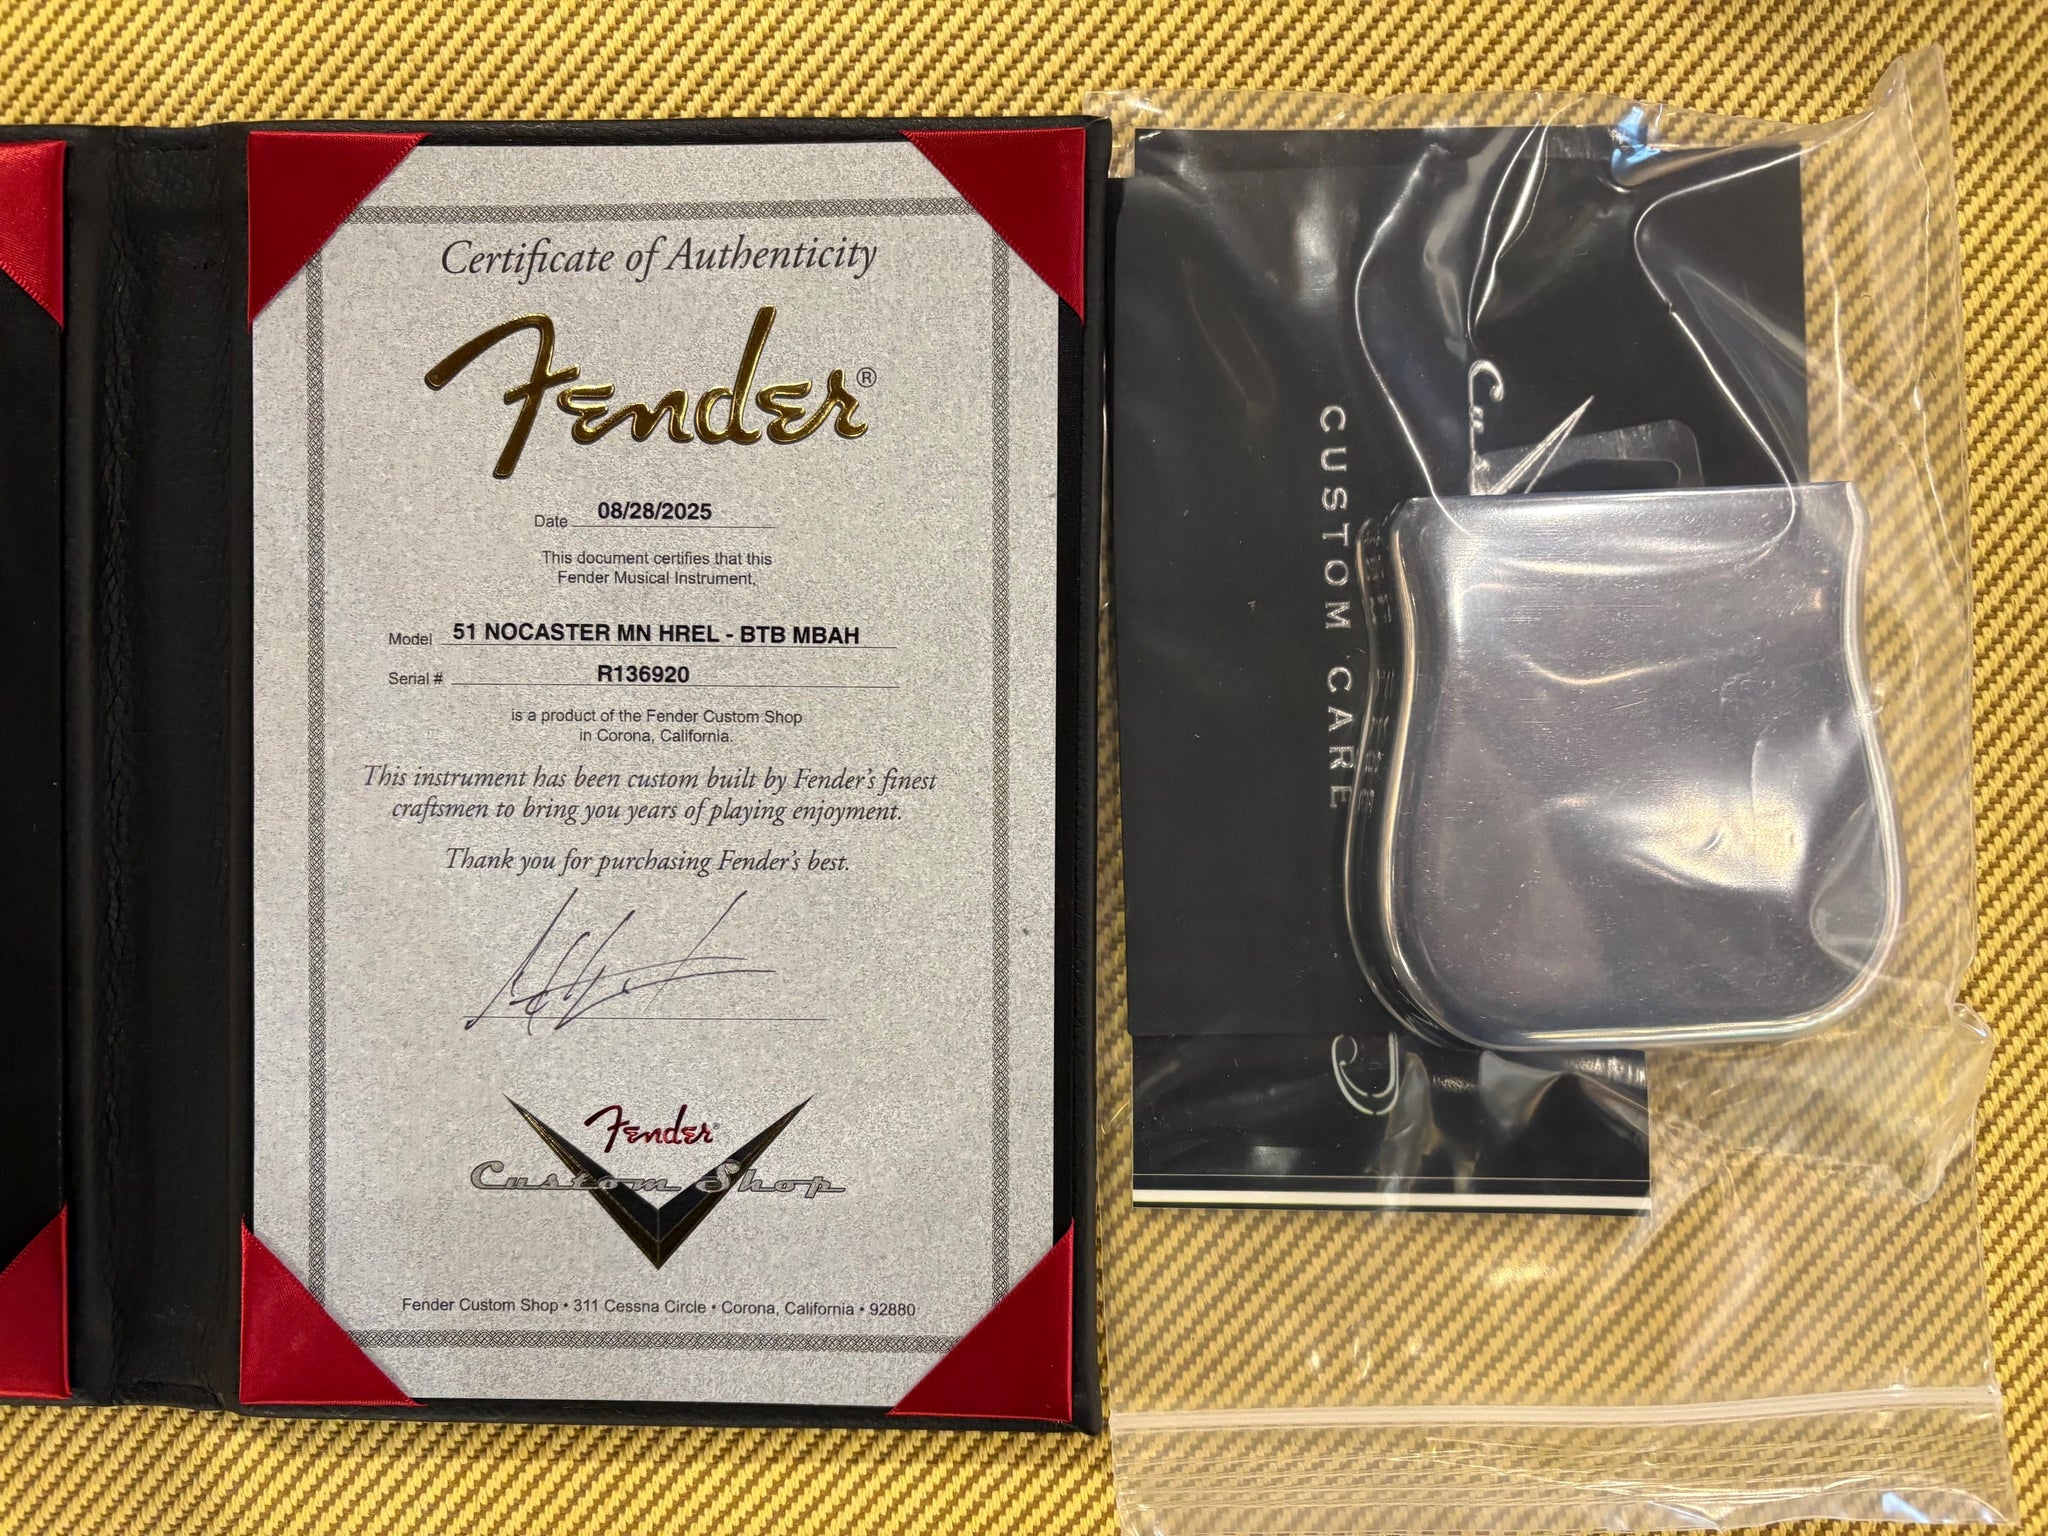 Certificate of Authenticity
Fender®
Date 08/28/2025
This document certifies that this
Fender Musical Instrument,
Model 51 NOCASTER MN HREL - BTB MBAH
Serial # R136920
is a product of the Fender Custom Shop
in Corona, California.
This instrument has been custom built by Fender's finest
craftsmen to bring you years of playing enjoyment.
Thank you for purchasing Fender's best.
Fender®
Custom Shop
Fender Custom Shop • 311 Cessna Circle • Corona, California • 92880
CUSTOM CARE